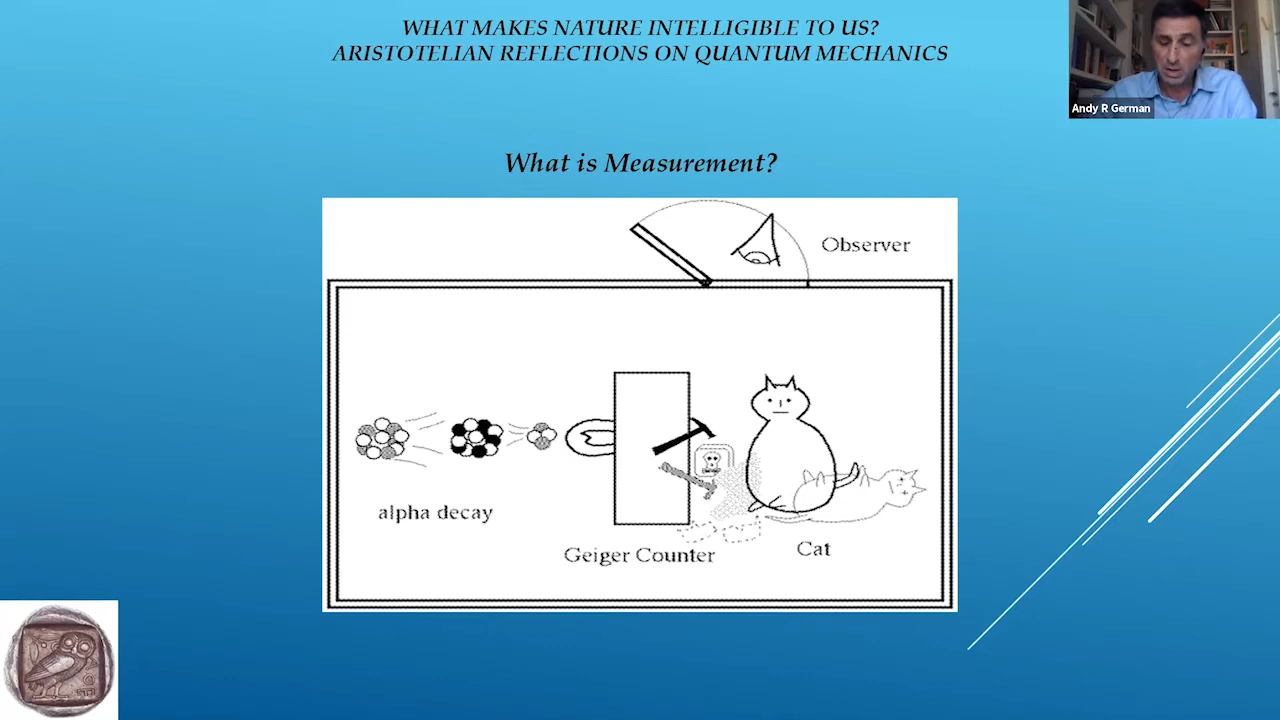 WHAT MAKES NATURE INTELLIGIBLE TO US?
ARISTOTELIAN REFLECTIONS ON QUANTUM MECHANICS
Andy R German
What is Measurement?
Observer
alpha decay
Geiger Counter
Cat